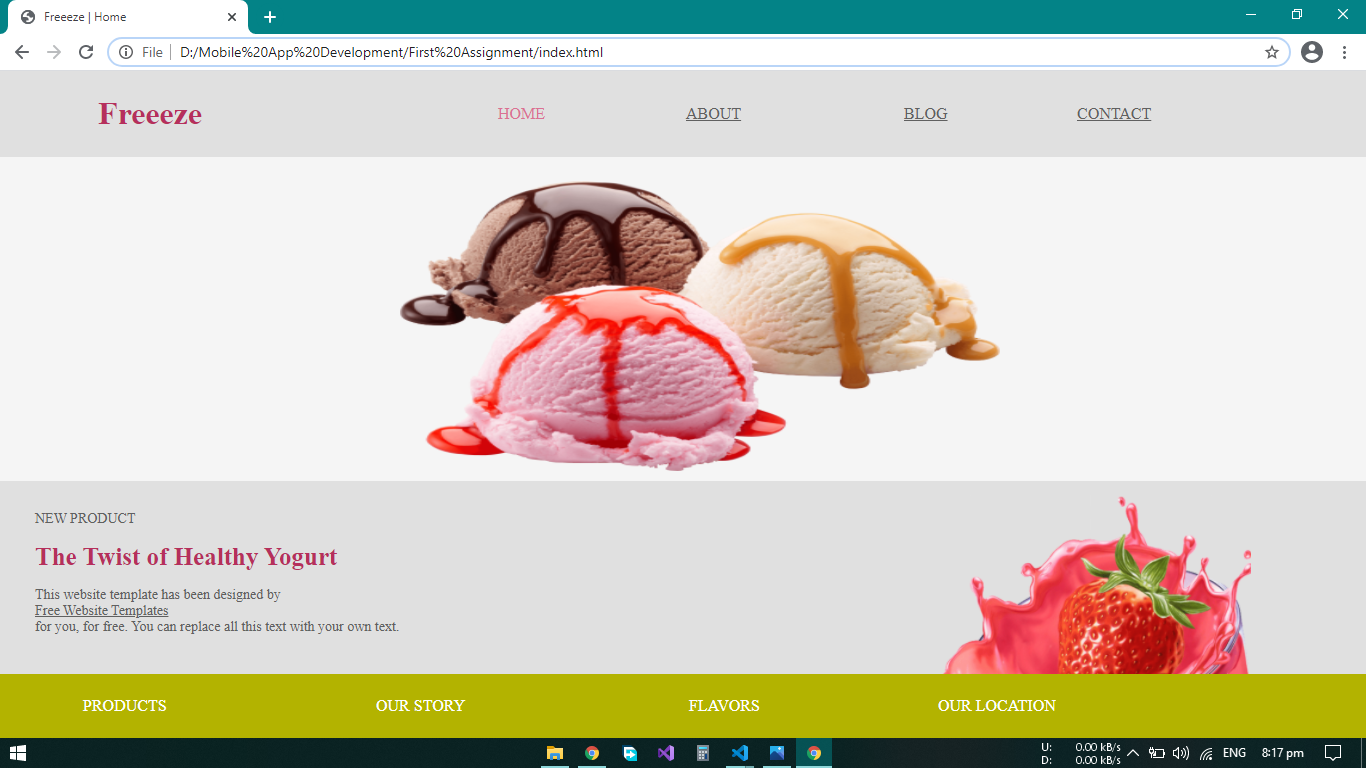 Freeeze | Home
File D:/Mobile%20App%20Development/First%20Assignment/index.html
Freeeze HOME ABOUT BLOG CONTACT
NEW PRODUCT
The Twist of Healthy Yogurt
This website template has been designed by
Free Website Templates
for you, for free. You can replace all this text with your own text.
PRODUCTS OUR STORY FLAVORS OUR LOCATION
U: 0.00 kB/s
D: 0.00 kB/s
ENG 8:17 pm